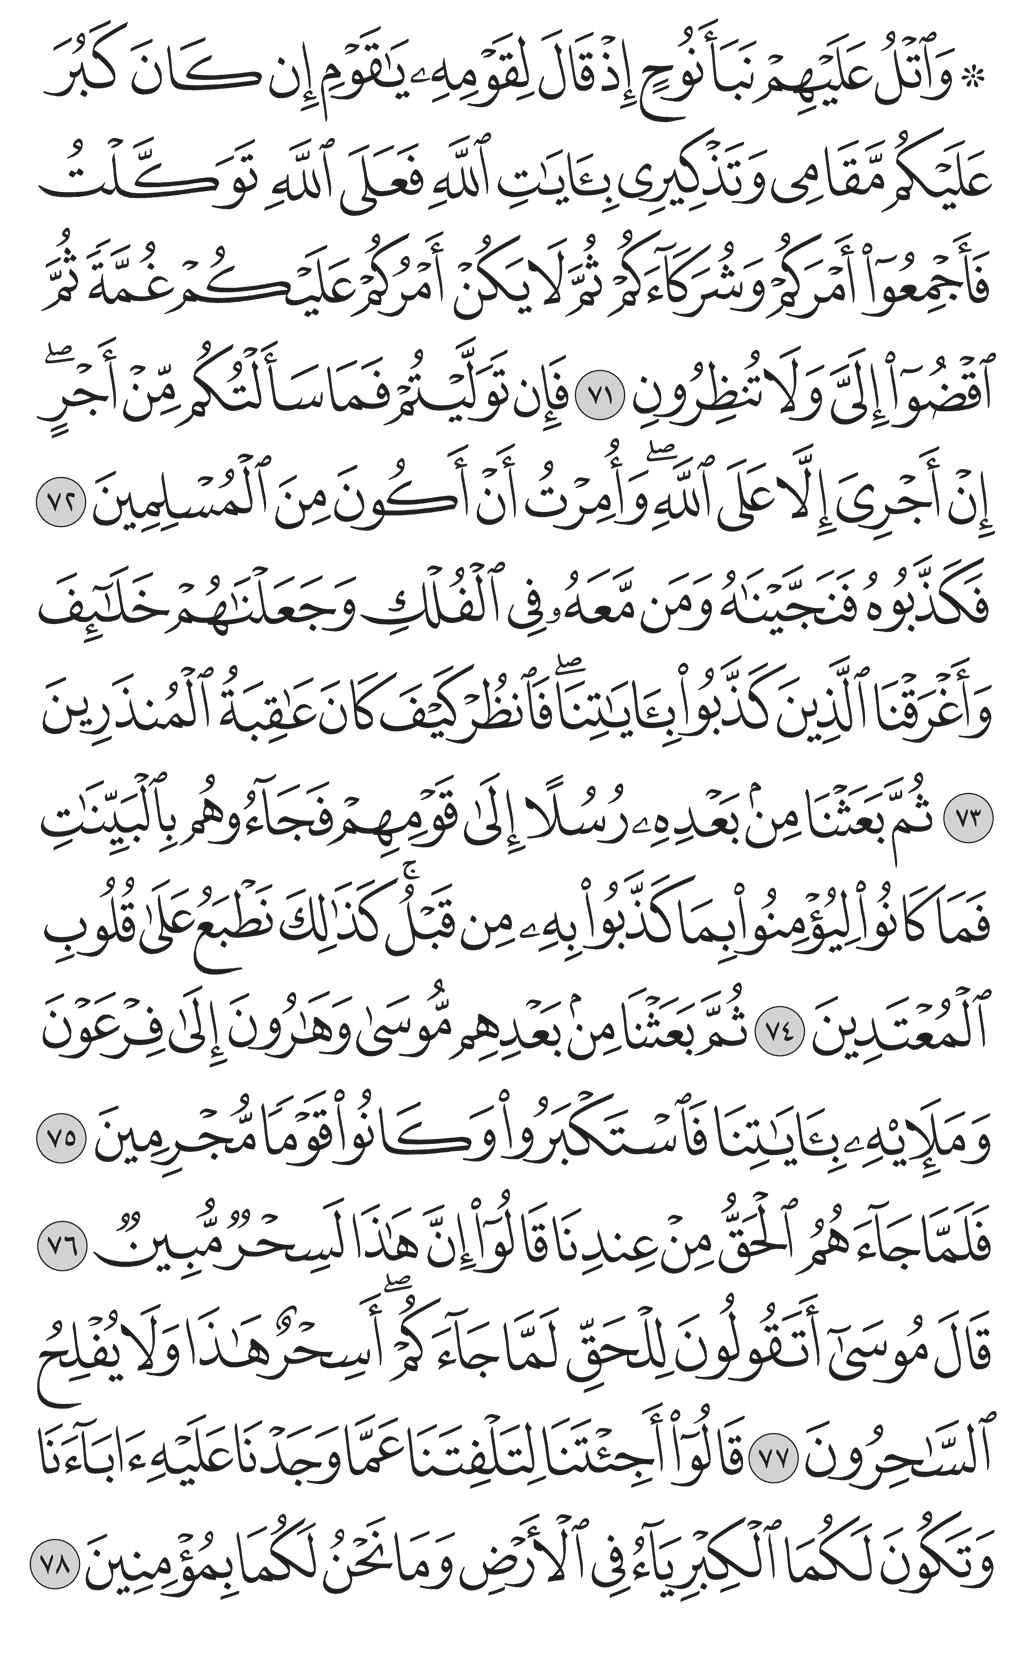 ۞ وَٱتۡلُ عَلَيۡهِمۡ نَبَأَ نُوحٍ إِذۡ قَالَ لِقَوۡمِهِۦ يَٰقَوۡمِ إِن كَانَ كَبُرَ
عَلَيۡكُم مَّقَامِي وَتَذۡكِيرِي بِـَٔايَٰتِ ٱللَّهِ فَعَلَى ٱللَّهِ تَوَكَّلۡتُ
فَأَجۡمِعُوٓاْ أَمۡرَكُمۡ وَشُرَكَآءَكُمۡ ثُمَّ لَا يَكُنۡ أَمۡرُكُمۡ عَلَيۡكُمۡ غُمَّةٗ ثُمَّ
ٱقۡضُوٓاْ إِلَيَّ وَلَا تُنظِرُونِ ٧١ فَإِن تَوَلَّيۡتُمۡ فَمَا سَأَلۡتُكُم مِّنۡ أَجۡرٍۖ
إِنۡ أَجۡرِيَ إِلَّا عَلَى ٱللَّهِۖ وَأُمِرۡتُ أَنۡ أَكُونَ مِنَ ٱلۡمُسۡلِمِينَ ٧٢
فَكَذَّبُوهُ فَنَجَّيۡنَٰهُ وَمَن مَّعَهُۥ فِي ٱلۡفُلۡكِ وَجَعَلۡنَٰهُمۡ خَلَٰٓئِفَ
وَأَغۡرَقۡنَا ٱلَّذِينَ كَذَّبُواْ بِـَٔايَٰتِنَاۖ فَٱنظُرۡ كَيۡفَ كَانَ عَٰقِبَةُ ٱلۡمُنذَرِينَ
٧٣ ثُمَّ بَعَثۡنَا مِنۢ بَعۡدِهِۦ رُسُلًا إِلَىٰ قَوۡمِهِمۡ فَجَآءُوهُم بِٱلۡبَيِّنَٰتِ
فَمَا كَانُواْ لِيُؤۡمِنُواْ بِمَا كَذَّبُواْ بِهِۦ مِن قَبۡلُۚ كَذَٰلِكَ نَطۡبَعُ عَلَىٰ قُلُوبِ
ٱلۡمُعۡتَدِينَ ٧٤ ثُمَّ بَعَثۡنَا مِنۢ بَعۡدِهِم مُّوسَىٰ وَهَٰرُونَ إِلَىٰ فِرۡعَوۡنَ
وَمَلَإِيْهِۦ بِـَٔايَٰتِنَا فَٱسۡتَكۡبَرُواْ وَكَانُواْ قَوۡمٗا مُّجۡرِمِينَ ٧٥
فَلَمَّا جَآءَهُمُ ٱلۡحَقُّ مِنۡ عِندِنَا قَالُوٓاْ إِنَّ هَٰذَا لَسِحۡرٞ مُّبِينٞ ٧٦
قَالَ مُوسَىٰٓ أَتَقُولُونَ لِلۡحَقِّ لَمَّا جَآءَكُمۡۖ أَسِحۡرٌ هَٰذَا وَلَا يُفۡلِحُ
ٱلسَّٰحِرُونَ ٧٧ قَالُوٓاْ أَجِئۡتَنَا لِتَلۡفِتَنَا عَمَّا وَجَدۡنَا عَلَيۡهِ ءَابَآءَنَا
وَتَكُونَ لَكُمَا ٱلۡكِبۡرِيَآءُ فِي ٱلۡأَرۡضِ وَمَا نَحۡنُ لَكُمَا بِمُؤۡمِنِينَ ٧٨